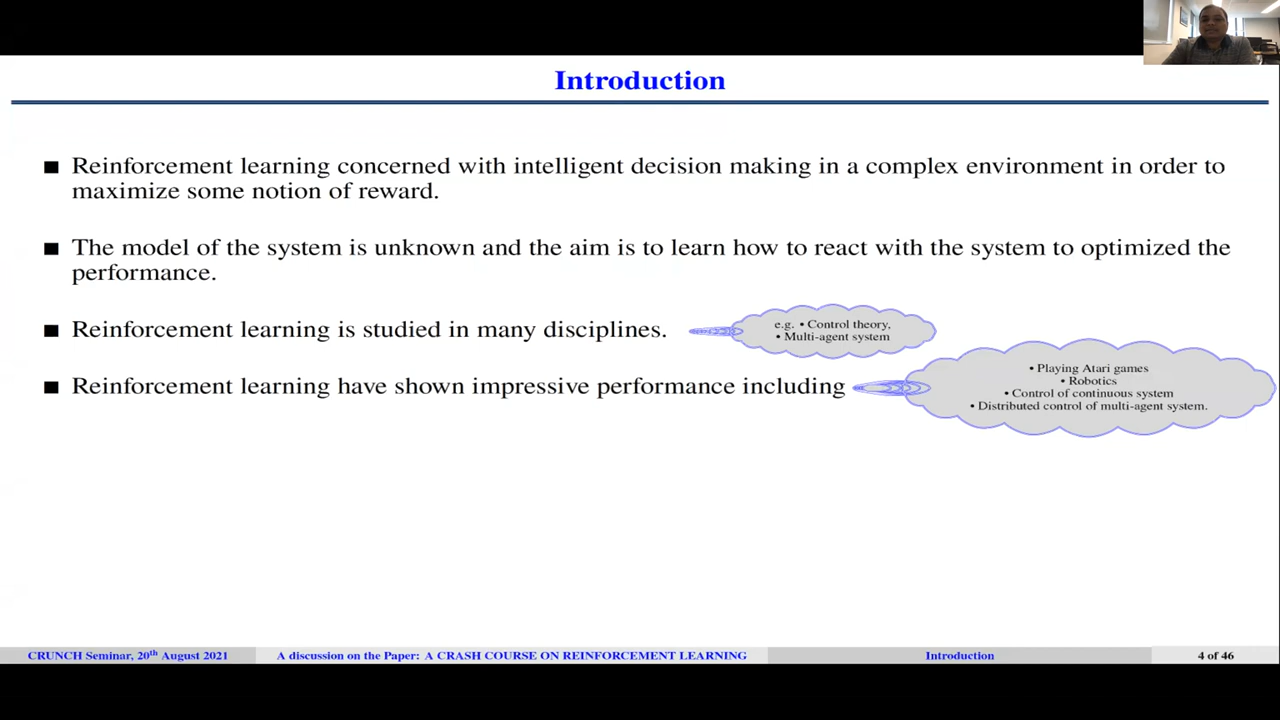 Introduction
■ Reinforcement learning concerned with intelligent decision making in a complex environment in order to
maximize some notion of reward.
■ The model of the system is unknown and the aim is to learn how to react with the system to optimized the
performance.
■ Reinforcement learning is studied in many disciplines.
e.g. • Control theory,
• Multi-agent system
■ Reinforcement learning have shown impressive performance including
• Playing Atari games
• Robotics
• Control of continuous system
• Distributed control of multi-agent system.
CRUNCH Seminar, 20th August 2021 A discussion on the Paper: A CRASH COURSE ON REINFORCEMENT LEARNING Introduction 4 of 46